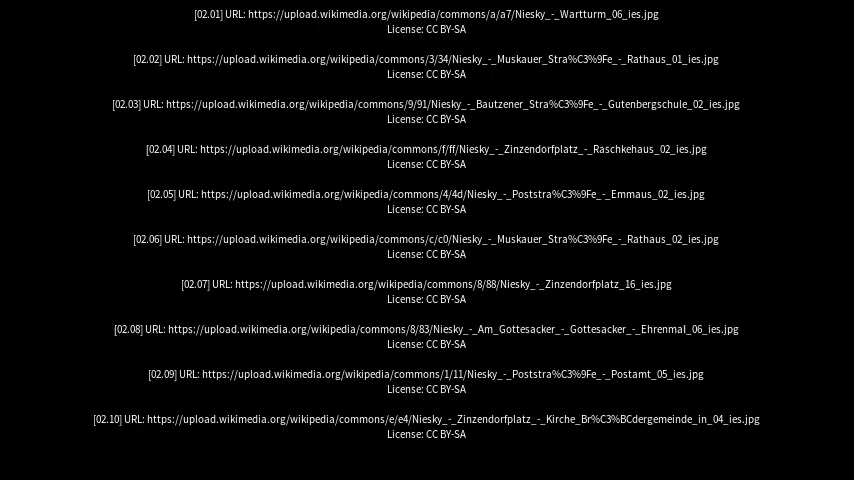 [02.01] URL: https://upload.wikimedia.org/wikipedia/commons/a/a7/Niesky_-_Wartturm_06_ies.jpg
License: CC BY-SA
[02.02] URL: https://upload.wikimedia.org/wikipedia/commons/3/34/Niesky_-_Muskauer_Stra%C3%9Fe_-_Rathaus_01_ies.jpg
License: CC BY-SA
[02.03] URL: https://upload.wikimedia.org/wikipedia/commons/9/91/Niesky_-_Bautzener_Stra%C3%9Fe_-_Gutenbergschule_02_ies.jpg
License: CC BY-SA
[02.04] URL: https://upload.wikimedia.org/wikipedia/commons/f/ff/Niesky_-_Zinzendorfplatz_-_Raschkehaus_02_ies.jpg
License: CC BY-SA
[02.05] URL: https://upload.wikimedia.org/wikipedia/commons/4/4d/Niesky_-_Poststra%C3%9Fe_-_Emmaus_02_ies.jpg
License: CC BY-SA
[02.06] URL: https://upload.wikimedia.org/wikipedia/commons/c/c0/Niesky_-_Muskauer_Stra%C3%9Fe_-_Rathaus_02_ies.jpg
License: CC BY-SA
[02.07] URL: https://upload.wikimedia.org/wikipedia/commons/8/88/Niesky_-_Zinzendorfplatz_16_ies.jpg
License: CC BY-SA
[02.08] URL: https://upload.wikimedia.org/wikipedia/commons/8/83/Niesky_-_Am_Gottesacker_-_Gottesacker_-_Ehrenmal_06_ies.jpg
License: CC BY-SA
[02.09] URL: https://upload.wikimedia.org/wikipedia/commons/1/11/Niesky_-_Poststra%C3%9Fe_-_Postamt_05_ies.jpg
License: CC BY-SA
[02.10] URL: https://upload.wikimedia.org/wikipedia/commons/e/e4/Niesky_-_Zinzendorfplatz_-_Kirche_Br%C3%BCdergemeinde_in_04_ies.jpg
License: CC BY-SA